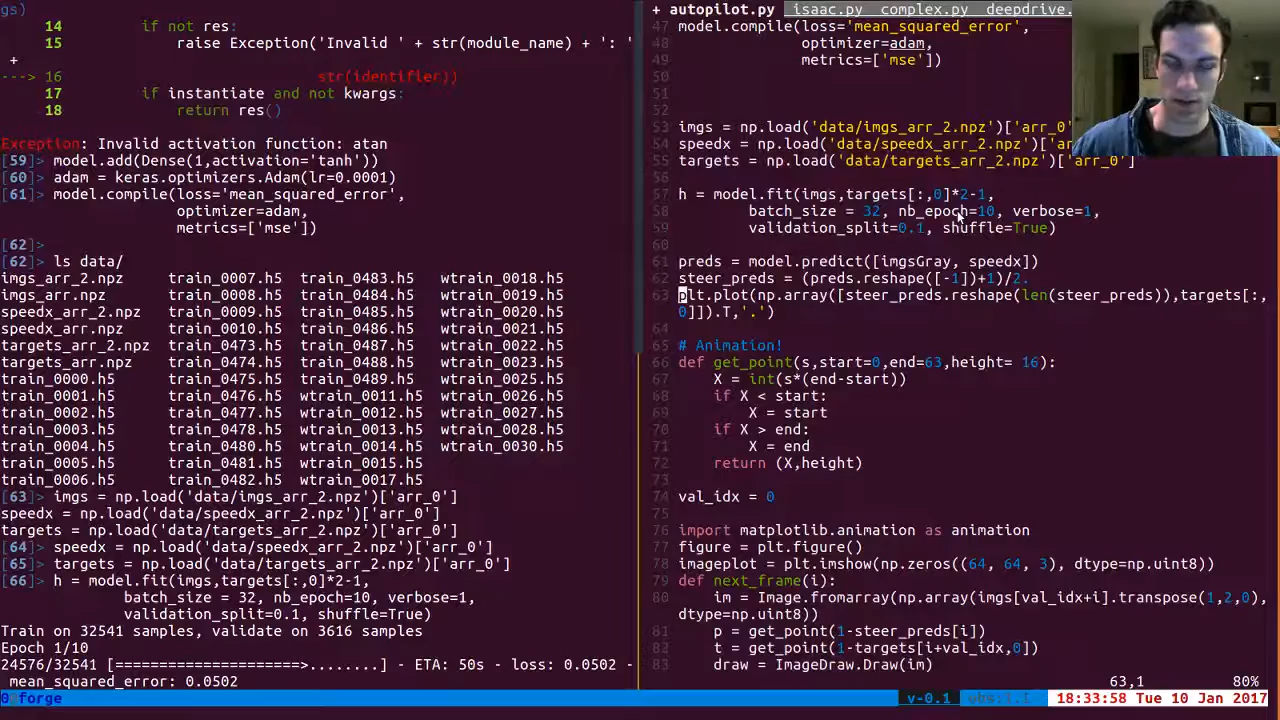 gs)
14 if not res:
15 raise Exception('Invalid ' + str(module_name) + ': '
+
---> 16 str(identifier))
17 if instantiate and not kwargs:
18 return res()
Exception: Invalid activation function: atan
[59]> model.add(Dense(1,activation='tanh'))
[60]> adam = keras.optimizers.Adam(lr=0.0001)
[61]> model.compile(loss='mean_squared_error',
optimizer=adam,
metrics=['mse'])
[62]>
[62]> ls data/
imgs_arr_2.npz train_0007.h5 train_0483.h5 wtrain_0018.h5
imgs_arr.npz train_0008.h5 train_0484.h5 wtrain_0019.h5
speedx_arr_2.npz train_0009.h5 train_0485.h5 wtrain_0020.h5
speedx_arr.npz train_0010.h5 train_0486.h5 wtrain_0021.h5
targets_arr_2.npz train_0473.h5 train_0487.h5 wtrain_0022.h5
targets_arr.npz train_0474.h5 train_0488.h5 wtrain_0023.h5
train_0000.h5 train_0475.h5 train_0489.h5 wtrain_0025.h5
train_0001.h5 train_0476.h5 wtrain_0011.h5 wtrain_0026.h5
train_0002.h5 train_0477.h5 wtrain_0012.h5 wtrain_0027.h5
train_0003.h5 train_0478.h5 wtrain_0013.h5 wtrain_0028.h5
train_0004.h5 train_0480.h5 wtrain_0014.h5 wtrain_0030.h5
train_0005.h5 train_0481.h5 wtrain_0015.h5
train_0006.h5 train_0482.h5 wtrain_0017.h5
[63]> imgs = np.load('data/imgs_arr_2.npz')['arr_0']
speedx = np.load('data/speedx_arr_2.npz')['arr_0']
targets = np.load('data/targets_arr_2.npz')['arr_0']
[64]> speedx = np.load('data/speedx_arr_2.npz')['arr_0']
[65]> targets = np.load('data/targets_arr_2.npz')['arr_0']
[66]> h = model.fit(imgs,targets[:,0]*2-1,
batch_size = 32, nb_epoch=10, verbose=1,
validation_split=0.1, shuffle=True)
Train on 32541 samples, validate on 3616 samples
Epoch 1/10
24576/32541 [=====================>........] - ETA: 50s - loss: 0.0502 -
mean_squared_error: 0.0502
0 forge
+ autopilot.py isaac.py complex.py deepdrive.
47 model.compile(loss='mean_squared_error',
48 optimizer=adam,
49 metrics=['mse'])
50
51
52
53 imgs = np.load('data/imgs_arr_2.npz')['arr_0'
54 speedx = np.load('data/speedx_arr_2.npz')['ar
55 targets = np.load('data/targets_arr_2.npz')['arr_0']
56
57 h = model.fit(imgs,targets[:,0]*2-1,
58 batch_size = 32, nb_epoch=10, verbose=1,
59 validation_split=0.1, shuffle=True)
60
61 preds = model.predict([imgsGray, speedx])
62 steer_preds = (preds.reshape([-1])+1)/2.
63 plt.plot(np.array([steer_preds.reshape(len(steer_preds)),targets[:,
0]]).T,'.')
64
65 # Animation!
66 def get_point(s,start=0,end=63,height= 16):
67 X = int(s*(end-start))
68 if X < start:
69 X = start
70 if X > end:
71 X = end
72 return (X,height)
73
74 val_idx = 0
75
76 import matplotlib.animation as animation
77 figure = plt.figure()
78 imageplot = plt.imshow(np.zeros((64, 64, 3), dtype=np.uint8))
79 def next_frame(i):
80 im = Image.fromarray(np.array(imgs[val_idx+i].transpose(1,2,0),
dtype=np.uint8))
81 p = get_point(1-steer_preds[i])
82 t = get_point(1-targets[i+val_idx,0])
83 draw = ImageDraw.Draw(im)
63,1 80%
v-0.1 obs:1.1 18:33:58 Tue 10 Jan 2017